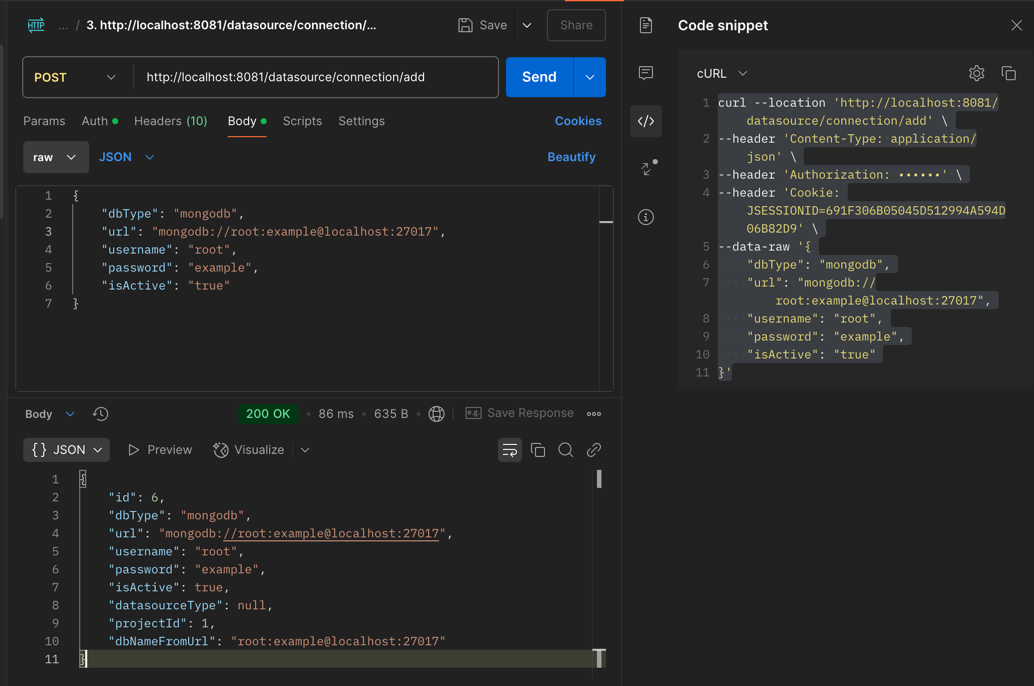 HTTP ... / 3. http://localhost:8081/datasource/connection/... Save Share
POST http://localhost:8081/datasource/connection/add Send
Params Auth Headers (10) Body Scripts Settings Cookies
raw JSON Beautify
1 {
2 "dbType": "mongodb",
3 "url": "mongodb://root:example@localhost:27017",
4 "username": "root",
5 "password": "example",
6 "isActive": "true"
7 }
Body 200 OK • 86 ms • 635 B • e.g. Save Response
{} JSON Preview Visualize
1 {
2 "id": 6,
3 "dbType": "mongodb",
4 "url": "mongodb://root:example@localhost:27017",
5 "username": "root",
6 "password": "example",
7 "isActive": true,
8 "datasourceType": null,
9 "projectId": 1,
10 "dbNameFromUrl": "root:example@localhost:27017"
11 }
Code snippet
cURL
1 curl --location 'http://localhost:8081/
datasource/connection/add' \
2 --header 'Content-Type: application/
json' \
3 --header 'Authorization: ••••••' \
4 --header 'Cookie:
JSESSIONID=691F306B05045D512994A594D
06B82D9' \
5 --data-raw '{
6 "dbType": "mongodb",
7 "url": "mongodb://
root:example@localhost:27017",
8 "username": "root",
9 "password": "example",
10 "isActive": "true"
11 }'